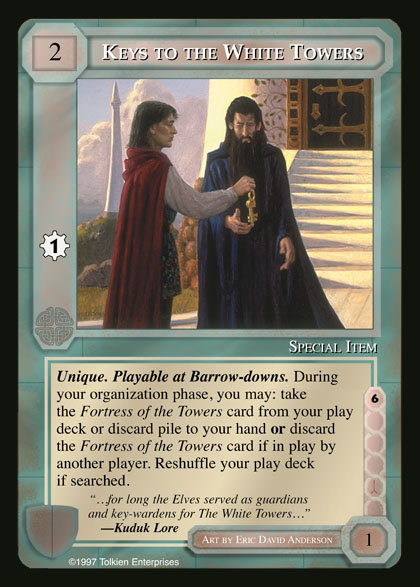 2
Keys to the White Towers
1
Special Item
Unique. Playable at Barrow-downs. During
your organization phase, you may: take
the Fortress of the Towers card from your play
deck or discard pile to your hand or discard
the Fortress of the Towers card if in play by
another player. Reshuffle your play deck
if searched.
6
“…for long the Elves served as guardians
and key-wardens for The White Towers…”
—Kuduk Lore
Art by Eric David Anderson
1
©1997 Tolkien Enterprises